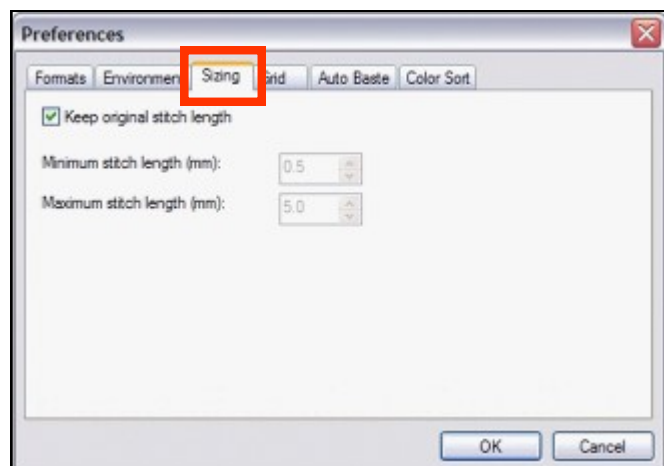 Preferences
Formats Environmen Sizing Grid Auto Baste Color Sort
Keep original stitch length
Minimum stitch length (mm): 0.5
Maximum stitch length (mm): 5.0
OK Cancel